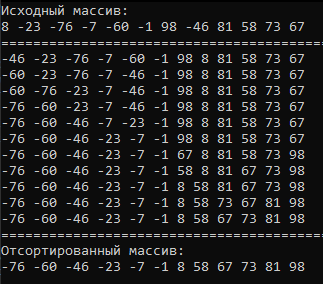 Исходный массив:
8 -23 -76 -7 -60 -1 98 -46 81 58 73 67
========================================
-46 -23 -76 -7 -60 -1 98 8 81 58 73 67
-60 -23 -76 -7 -46 -1 98 8 81 58 73 67
-60 -76 -23 -7 -46 -1 98 8 81 58 73 67
-76 -60 -23 -7 -46 -1 98 8 81 58 73 67
-76 -60 -46 -7 -23 -1 98 8 81 58 73 67
-76 -60 -46 -23 -7 -1 98 8 81 58 73 67
-76 -60 -46 -23 -7 -1 67 8 81 58 73 98
-76 -60 -46 -23 -7 -1 58 8 81 67 73 98
-76 -60 -46 -23 -7 -1 8 58 81 67 73 98
-76 -60 -46 -23 -7 -1 8 58 73 67 81 98
-76 -60 -46 -23 -7 -1 8 58 67 73 81 98
========================================
Отсортированный массив:
-76 -60 -46 -23 -7 -1 8 58 67 73 81 98